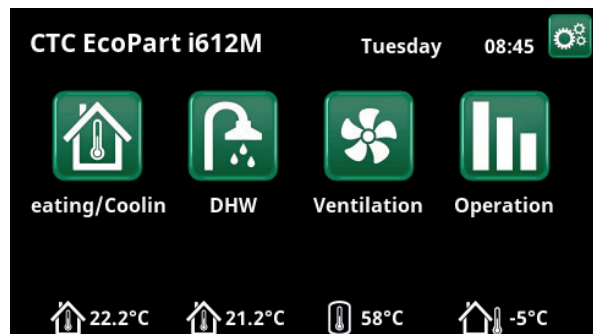 CTC EcoPart i612M Tuesday 08:45
eating/Coolin DHW Ventilation Operation
22.2°C 21.2°C 58°C -5°C